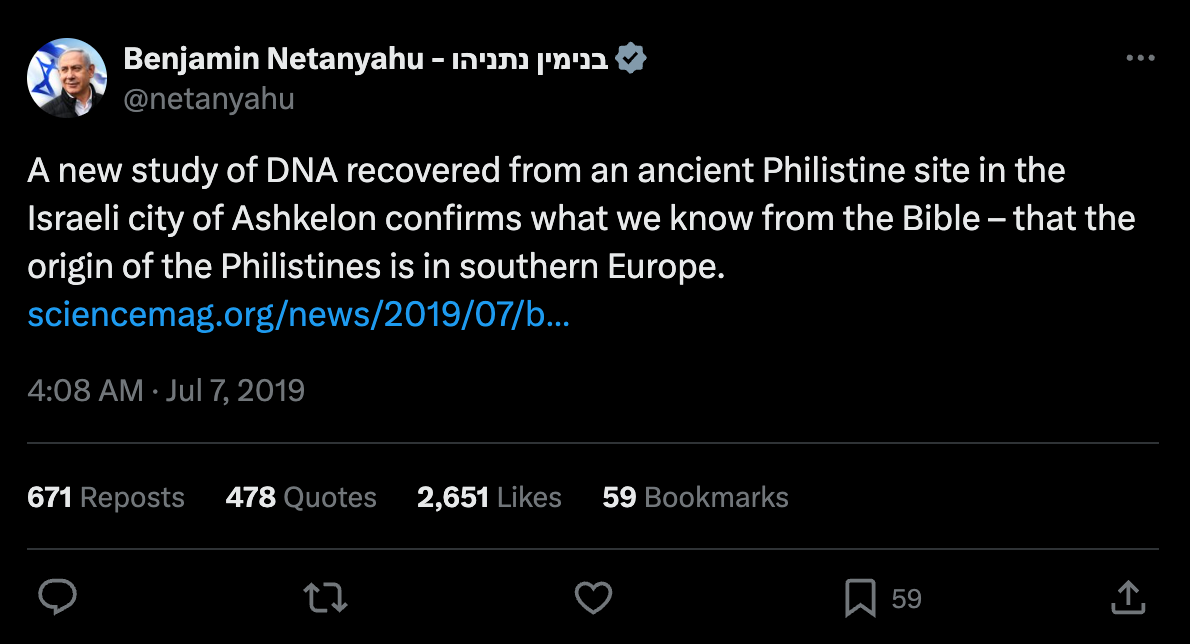 Benjamin Netanyahu - בנימין נתניהו
@netanyahu
A new study of DNA recovered from an ancient Philistine site in the
Israeli city of Ashkelon confirms what we know from the Bible – that the
origin of the Philistines is in southern Europe.
sciencemag.org/news/2019/07/b...
4:08 AM · Jul 7, 2019
671 Reposts 478 Quotes 2,651 Likes 59 Bookmarks
59